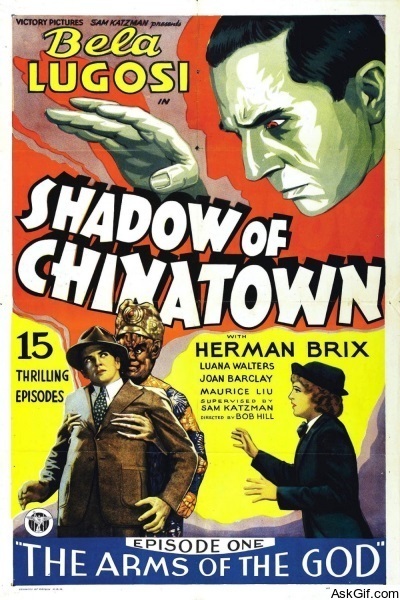 VICTORY PICTURES SAM KATZMAN presents
Bela
LUGOSI
IN
SHADOW OF
CHINATOWN
15
THRILLING
EPISODES
WITH
HERMAN BRIX
LUANA WALTERS
JOAN BARCLAY
MAURICE LIU
SUPERVISED BY
SAM KATZMAN
DIRECTED BY BOB HILL
EPISODE ONE
"THE ARMS OF THE GOD"
AskGif.com